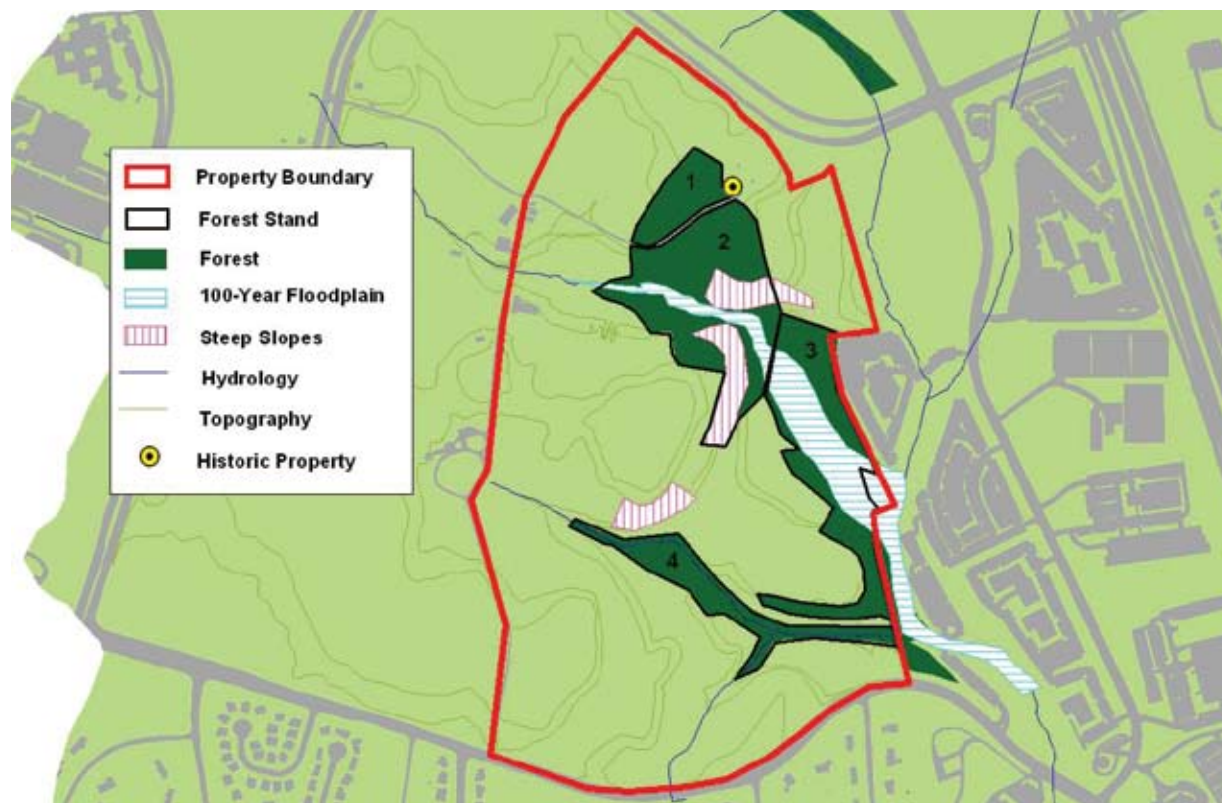 Property Boundary
Forest Stand
Forest
100-Year Floodplain
Steep Slopes
Hydrology
Topography
Historic Property
1
2
3
4